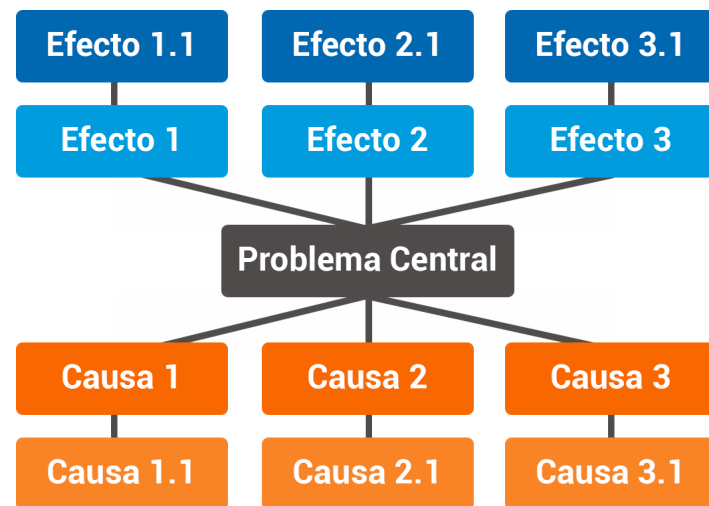 Efecto 1.1
Efecto 2.1
Efecto 3.1
Efecto 1
Efecto 2
Efecto 3
Problema Central
Causa 1
Causa 2
Causa 3
Causa 1.1
Causa 2.1
Causa 3.1